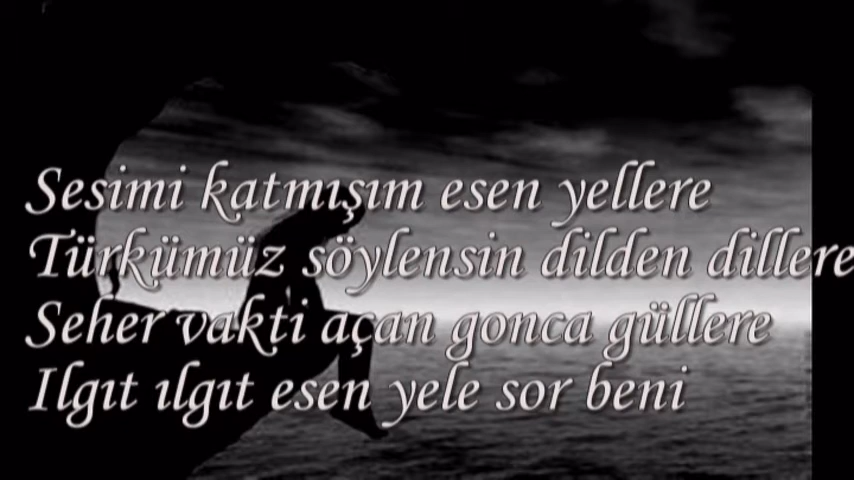 Sesimi katmışım esen yellere
Türkümüz söylensin dilden dillere
Seher vakti açan gonca güllere
Ilgıt ılgıt esen yele sor beni